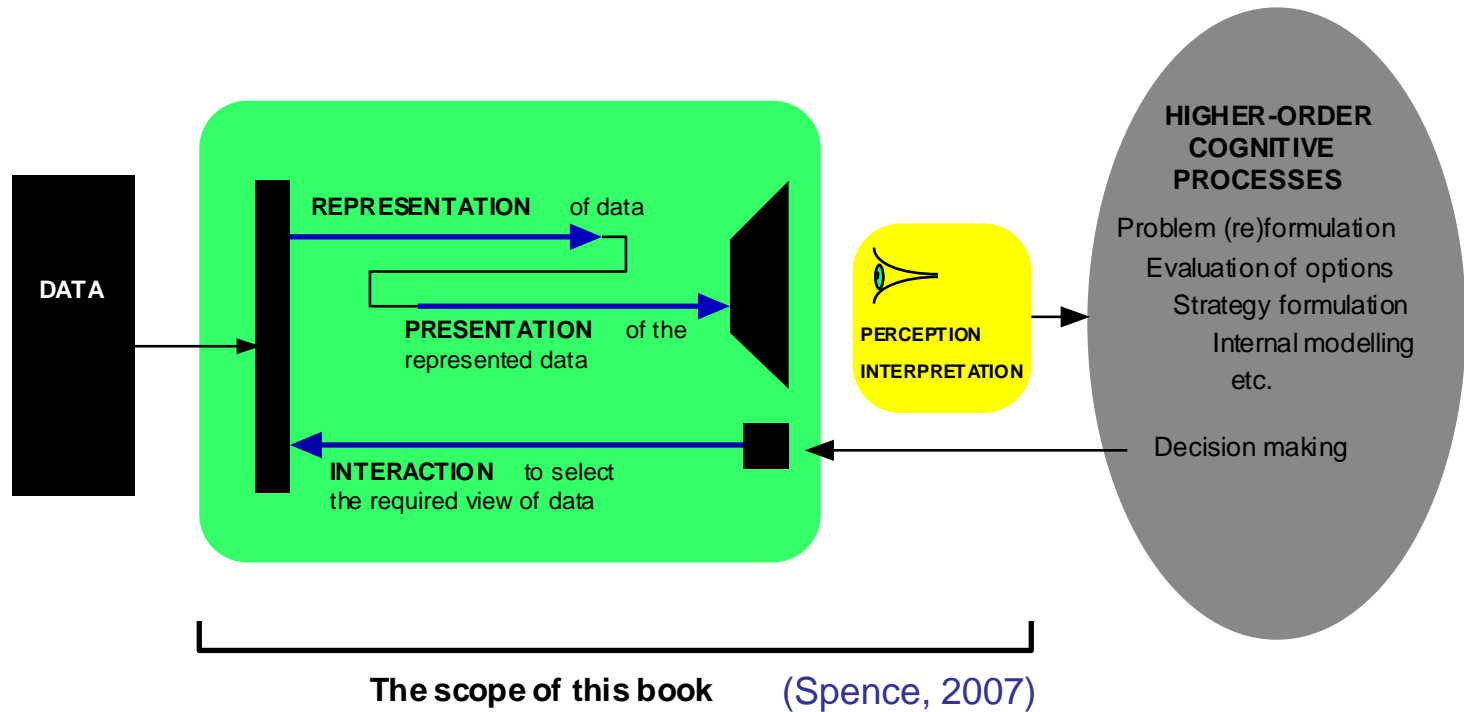 DATA
REPRESENTATION of data
PRESENTATION of the
represented data
INTERACTION to select
the required view of data
PERCEPTION
INTERPRETATION
HIGHER-ORDER
COGNITIVE
PROCESSES
Problem (re)formulation
Evaluation of options
Strategy formulation
Internal modelling
etc.
Decision making
The scope of this book (Spence, 2007)